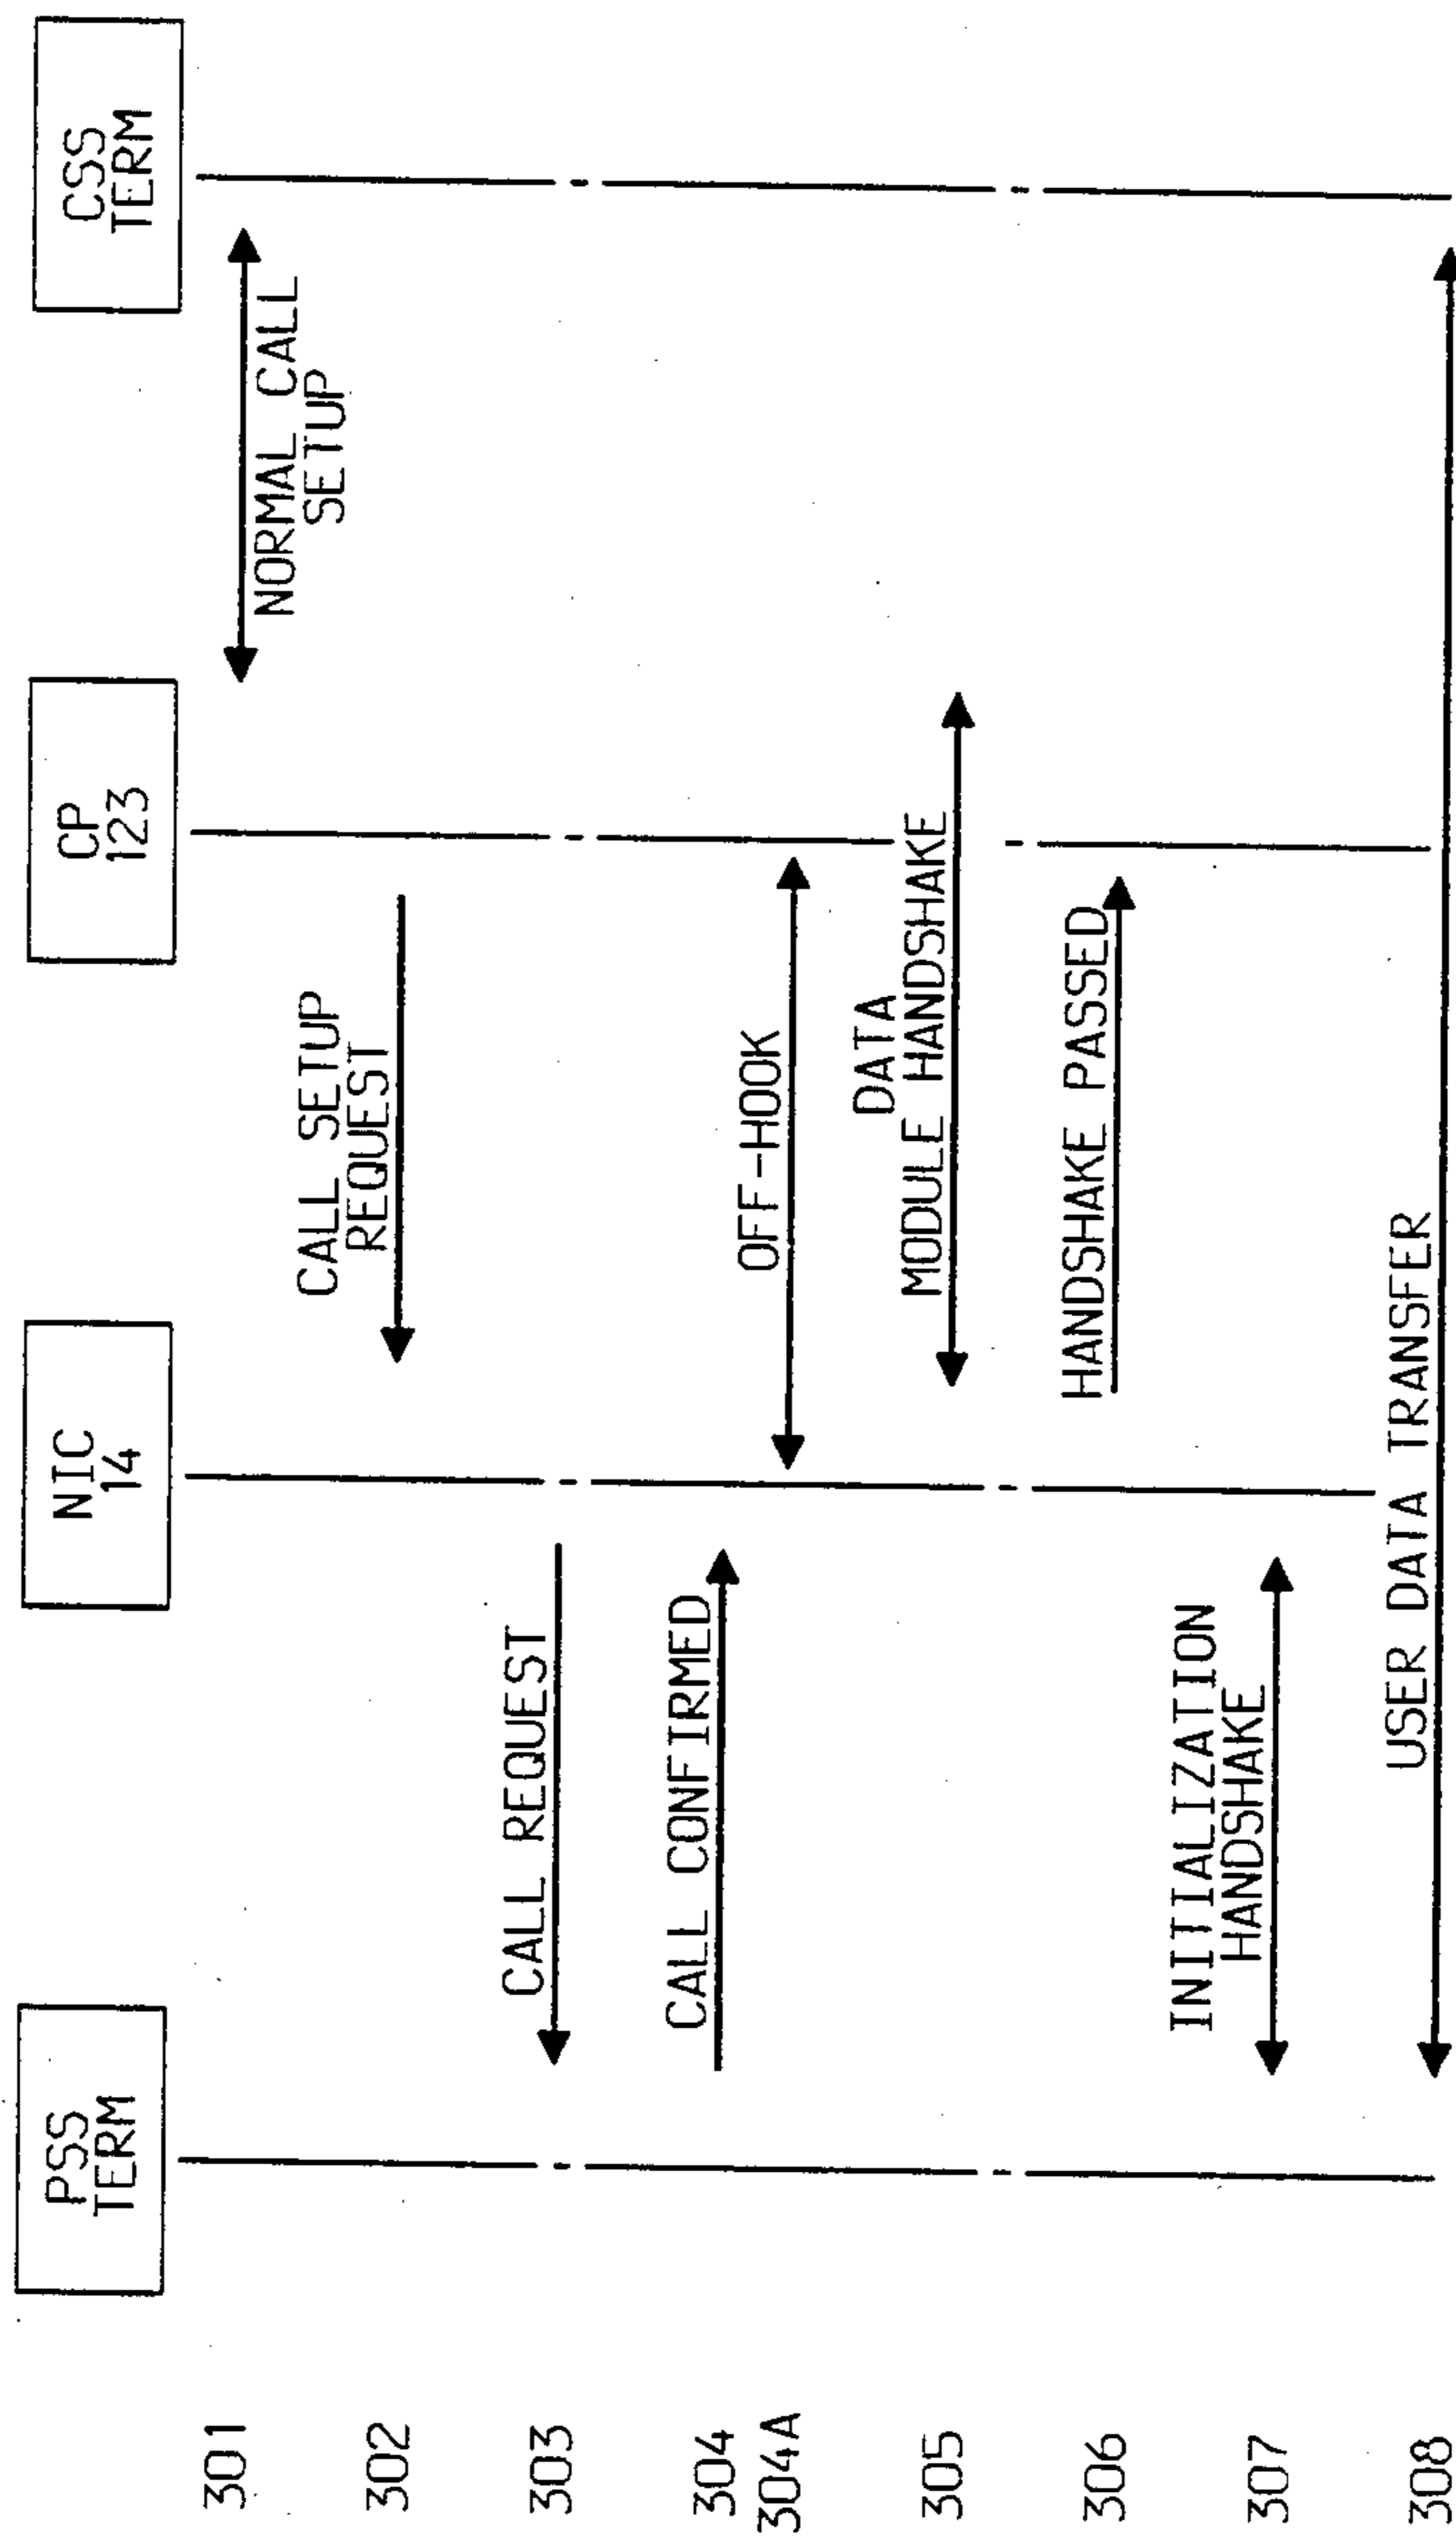 PSS
TERM
NIC
14
CP
123
CSS
TERM
301
NORMAL CALL
SETUP
302
CALL SETUP
REQUEST
303
CALL REQUEST
304
CALL CONFIRMED
304A
OFF-HOOK
305
DATA
MODULE HANDSHAKE
306
HANDSHAKE PASSED
307
INITIALIZATION
HANDSHAKE
308
USER DATA TRANSFER